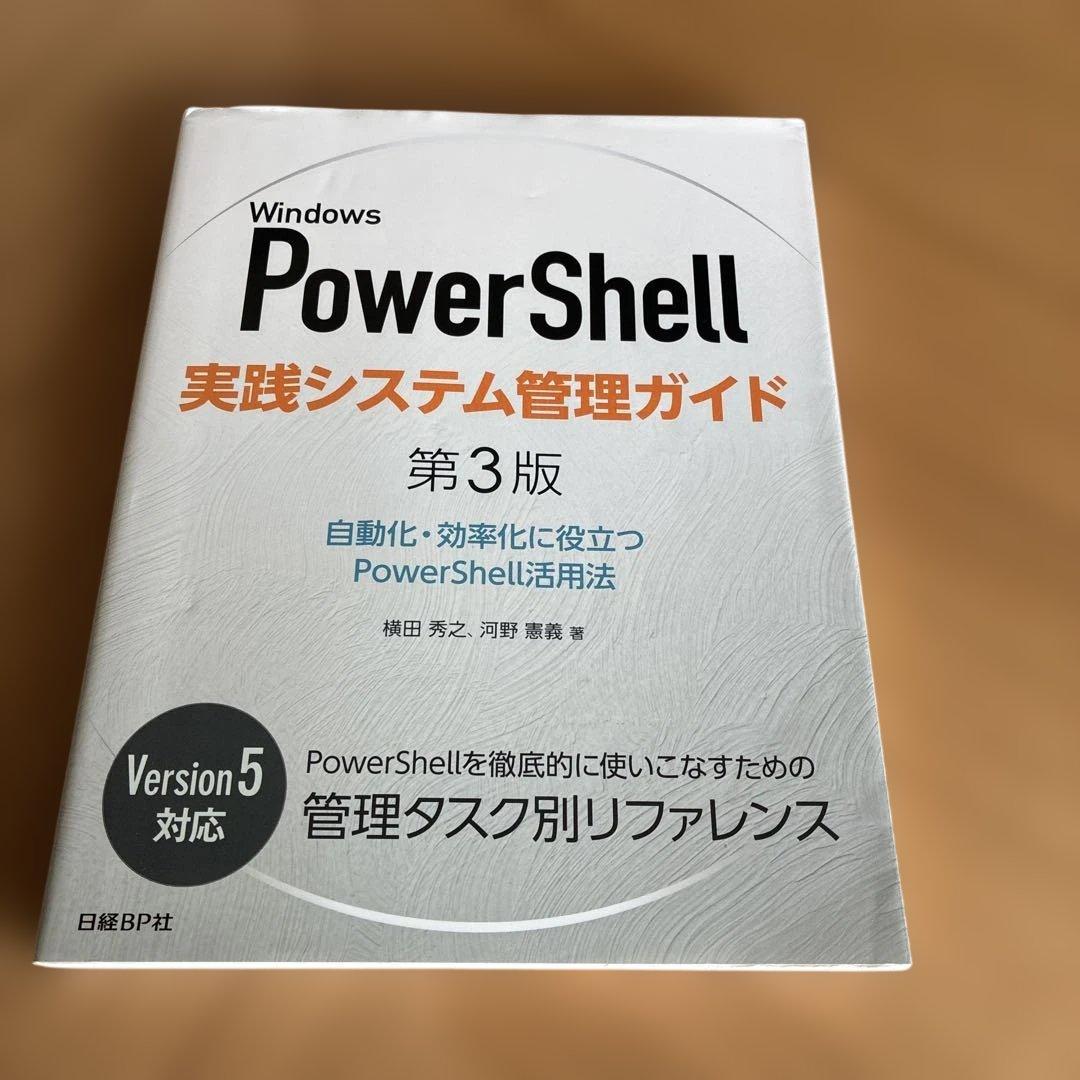 Windows
PowerShell
実践システム管理ガイド
第3版
自動化・効率化に役立つ
PowerShell活用法
横田 秀之、河野 憲義 著
Version 5
対応
PowerShellを徹底的に使いこなすための
管理タスク別リファレンス
日経BP社